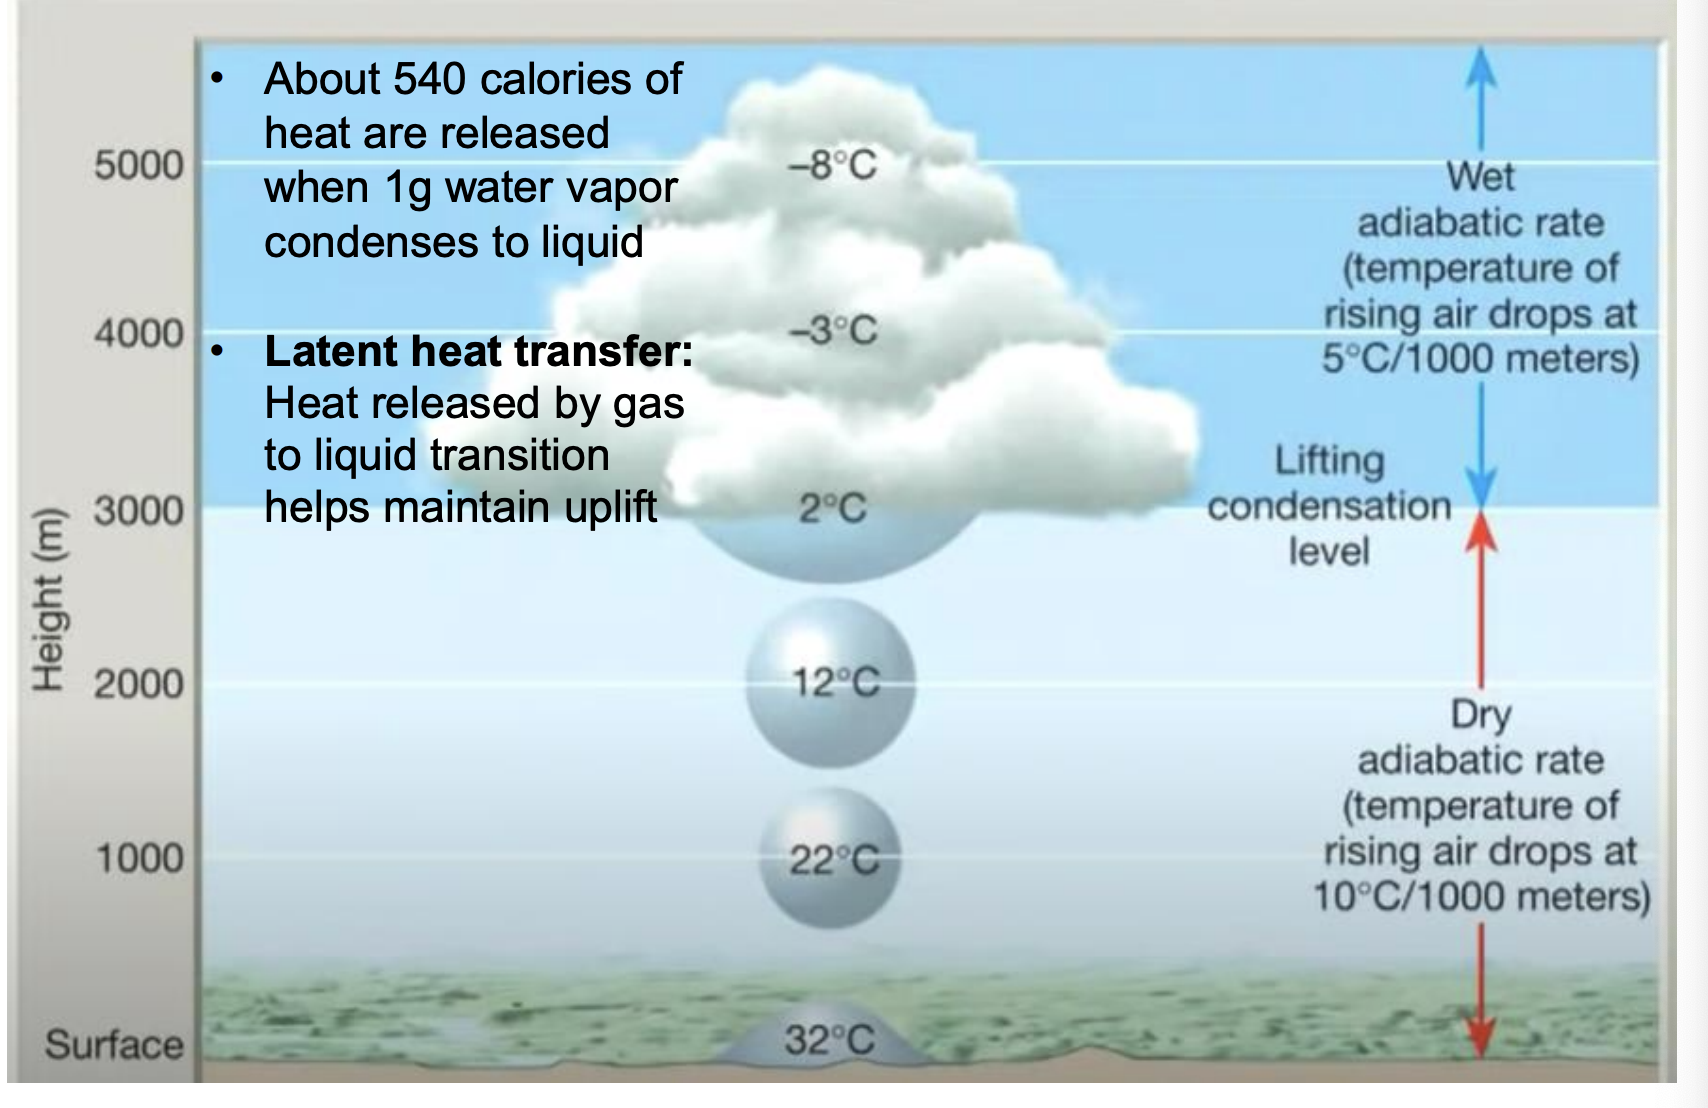 • About 540 calories of
heat are released
when 1g water vapor
condenses to liquid
• Latent heat transfer:
Heat released by gas
to liquid transition
helps maintain uplift
Height (m)
5000
4000
3000
2000
1000
Surface
–8°C
–3°C
2°C
12°C
22°C
32°C
Wet
adiabatic rate
(temperature of
rising air drops at
5°C/1000 meters)
Lifting
condensation
level
Dry
adiabatic rate
(temperature of
rising air drops at
10°C/1000 meters)